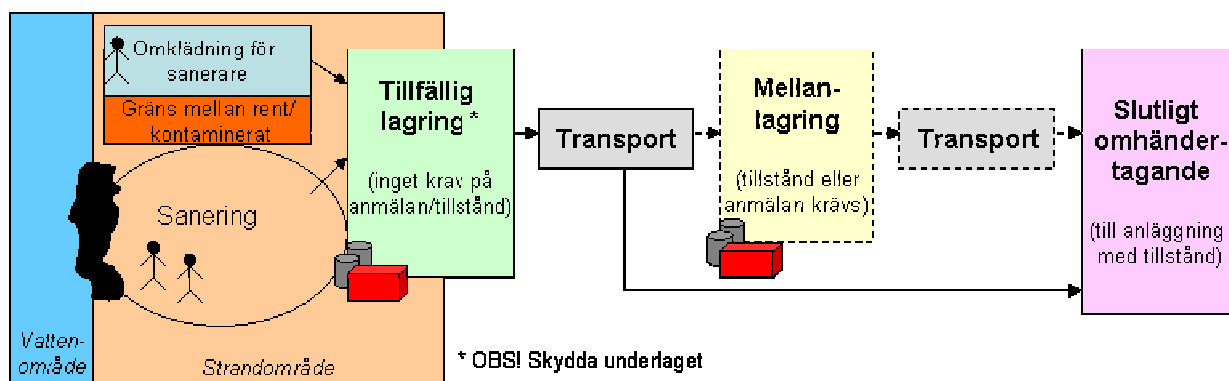 Omklädning för
sanerare
Gräns mellan rent/
kontaminerat
Sanering
Vatten-
område
Strandområde
Tillfällig
lagring *
(inget krav på
anmälan/tillstånd)
* OBS! Skydda underlaget
Transport
Mellan-
lagring
(tillstånd eller
anmälan krävs)
Transport
Slutligt
omhänder-
tagande
(till anläggning
med tillstånd)